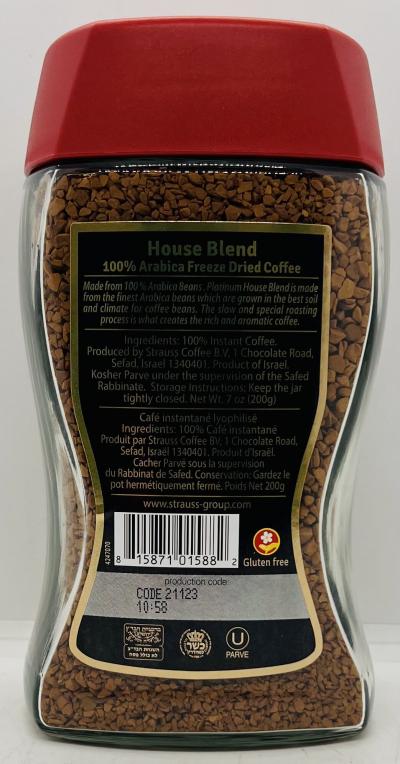 House Blend
100% Arabica Freeze Dried Coffee
Made from 100% Arabica Beans. Platinum House Blend is made
from the finest Arabica beans which are grown in the best soil
and climate for coffee beans. The slow and special roasting
process is what creates the rich and aromatic coffee.
Ingredients: 100% Instant Coffee.
Produced by Strauss Coffee B.V, 1 Chocolate Road,
Sefad, Israel 1340401. Product of Israel.
Kosher Parve under the supervision of the Safed
Rabbinate. Storage Instructions: Keep the jar
tightly closed. Net Wt. 7 oz (200g)
Café instantané lyophilisé
Ingredients: 100% Café instantané
Produit par Strauss Coffee BV, 1 Chocolate Road,
Sefad, Israel 1340401. Produit d'Israël.
Cacher Parvé sous la supervision
du Rabbinat de Safed. Conservation: Gardez le
pot hermétiquement fermé. Poids Net 200g
www.strauss-group.com
4247070
8 15871 01588 2
Gluten free
production code:
CODE 21123
10:58
כשר
U
PARVE
לא כולל פסח